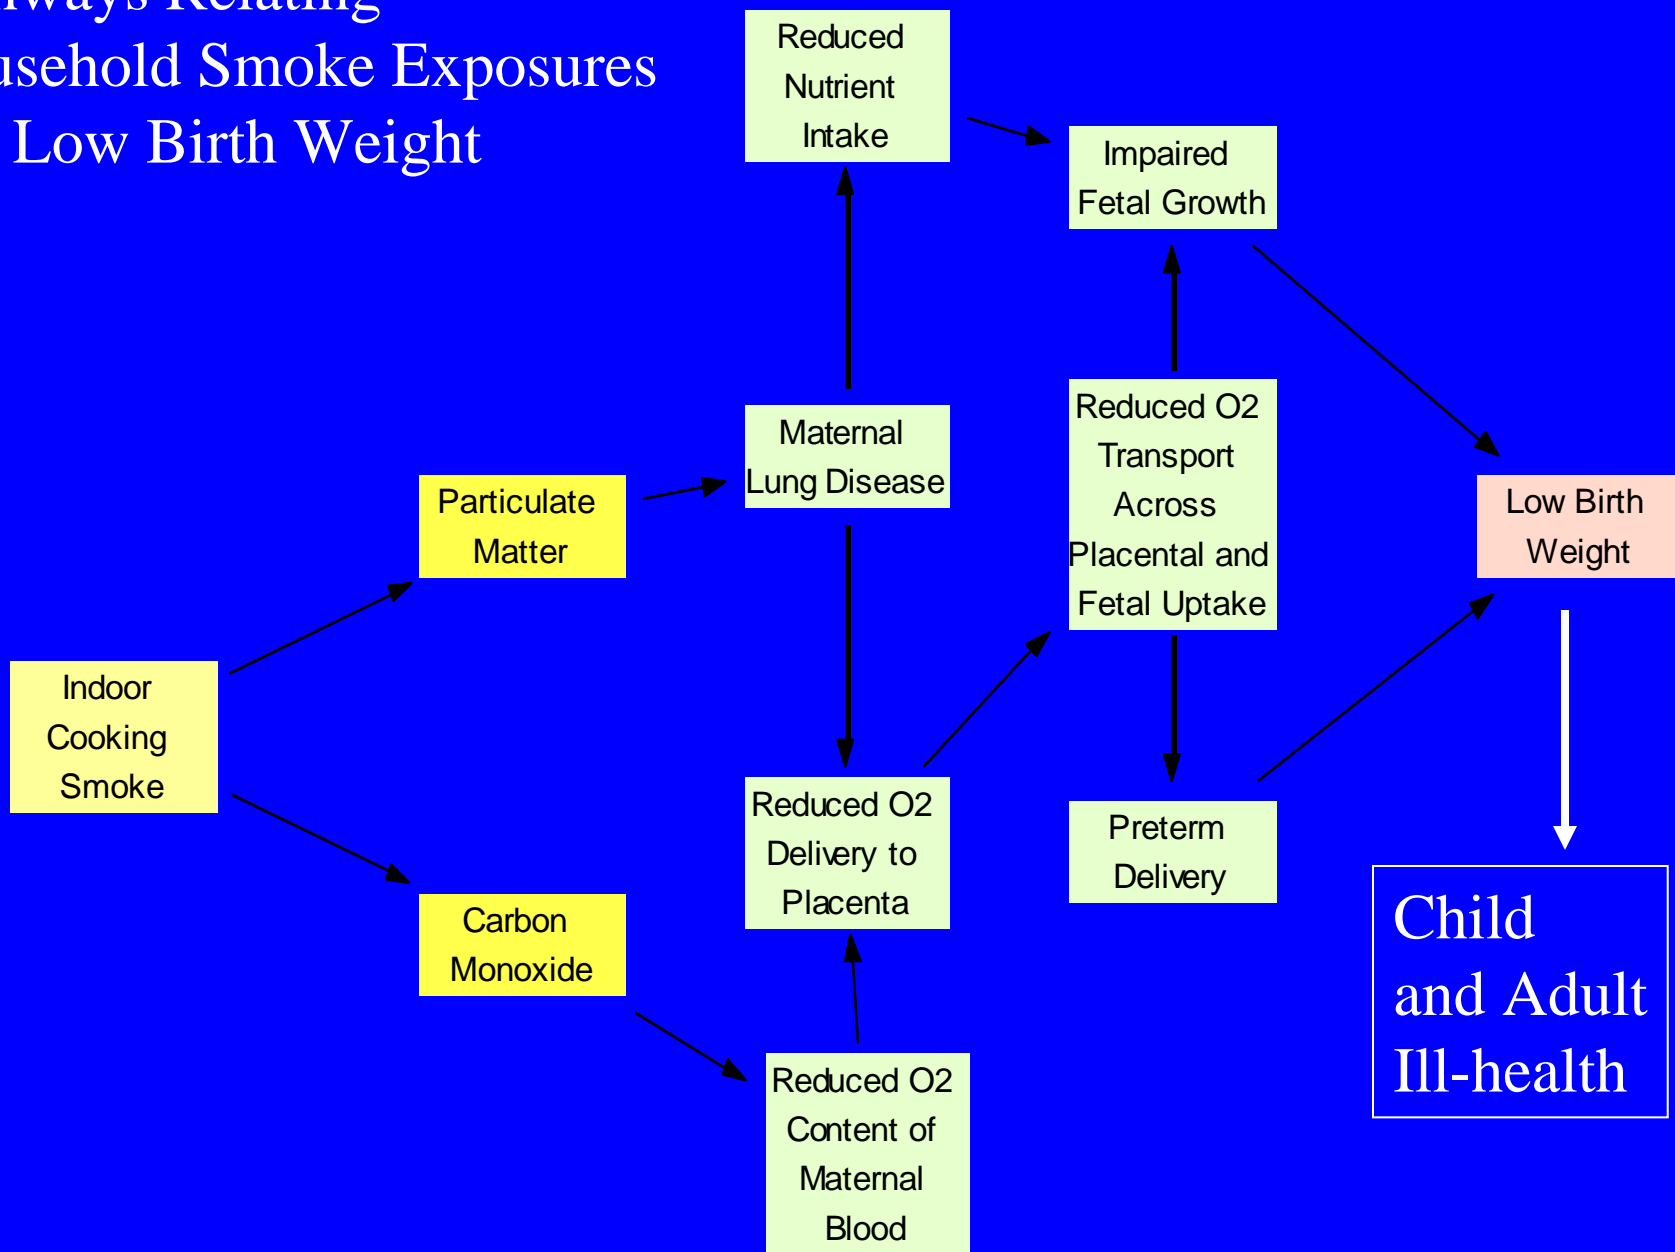 Relating
Smoke Exposures
Low Birth Weight
Reduced
Nutrient
Intake
Impaired
Fetal Growth
Maternal
Lung Disease
Reduced O2
Transport
Across
Placental and
Fetal Uptake
Particulate
Matter
Low Birth
Weight
Indoor
Cooking
Smoke
Reduced O2
Delivery to
Placenta
Preterm
Delivery
Carbon
Monoxide
Child
and Adult
Ill-health
Reduced O2
Content of
Maternal
Blood